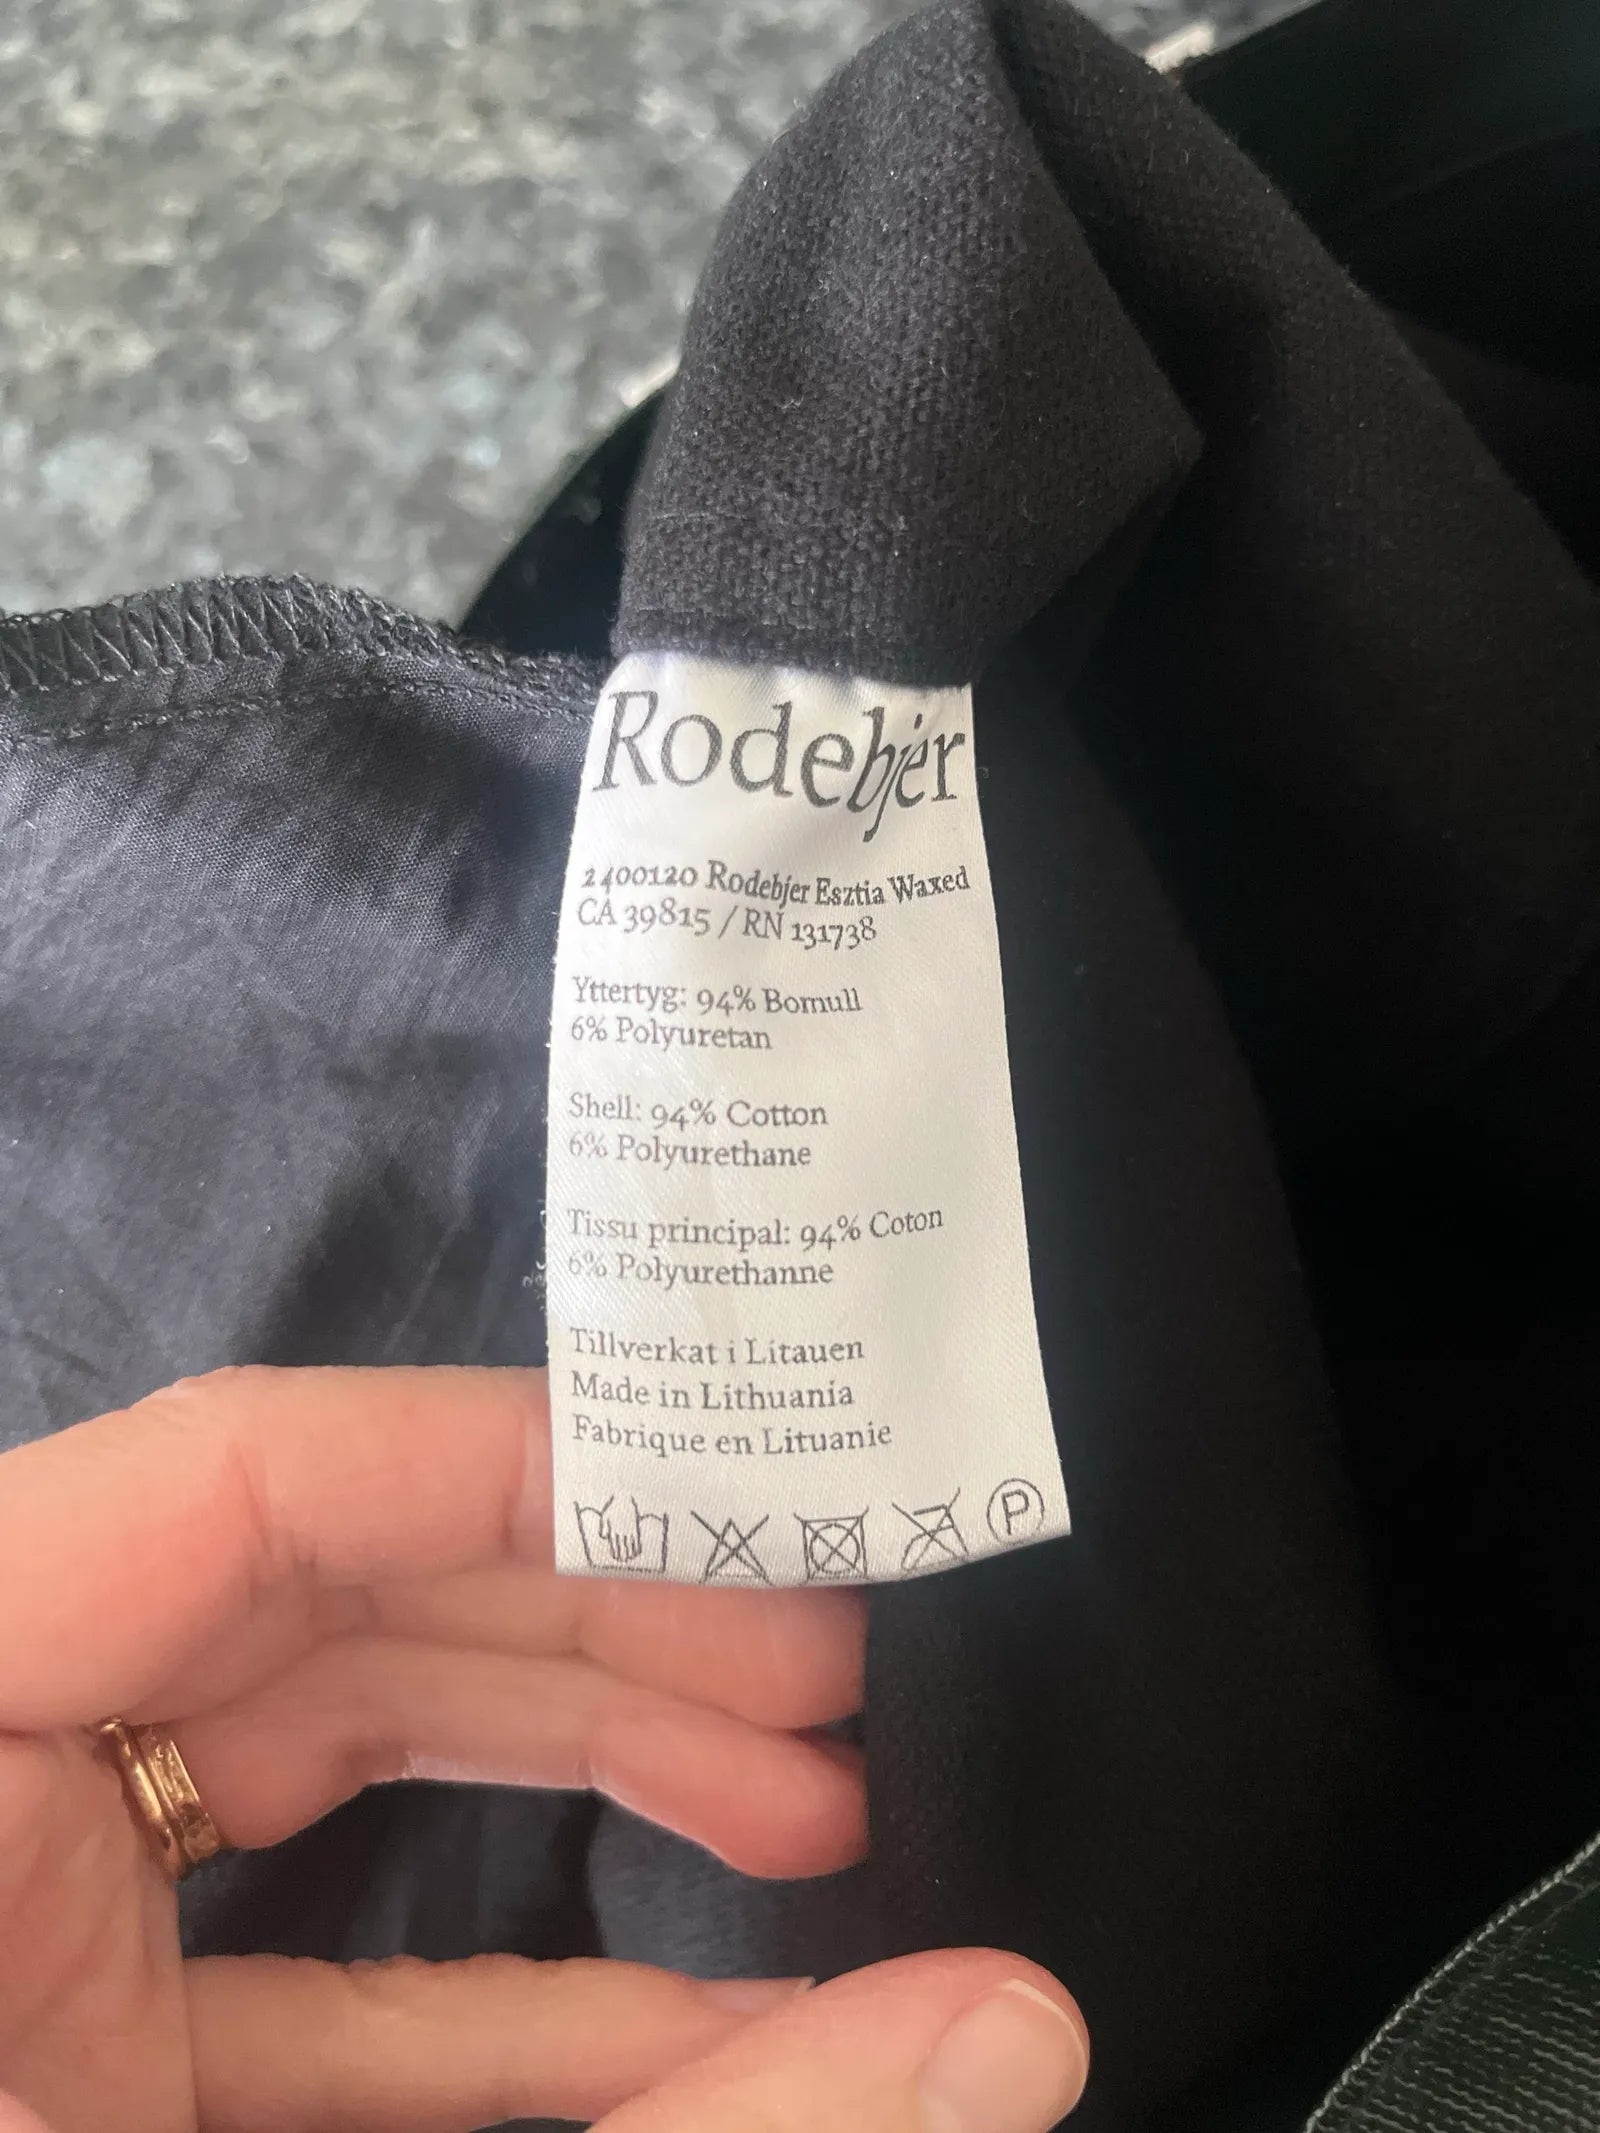 Rodebjer
2400120 Rodebjer Esztia Waxed
CA 39815 / RN 131738
Yttertyg: 94% Bomull
6% Polyuretan
Shell: 94% Cotton
6% Polyurethane
Tissu principal: 94% Coton
6% Polyurethanne
Tillverkat i Litauen
Made in Lithuania
Fabrique en Lituanie
P